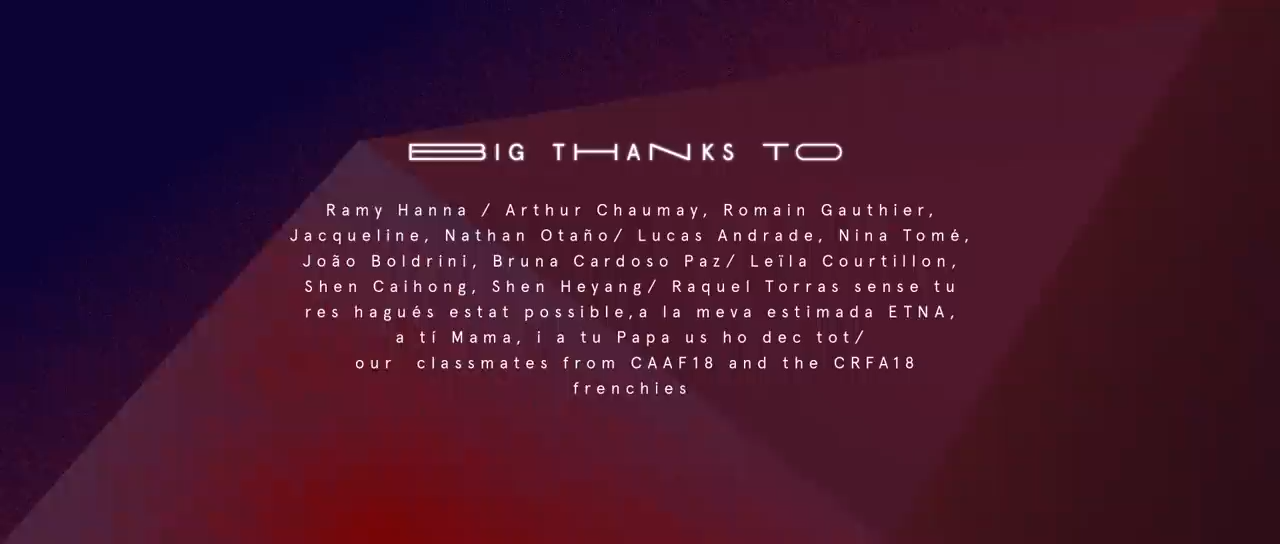 BIG THANKS TO
Ramy Hanna / Arthur Chaumay, Romain Gauthier,
Jacqueline, Nathan Otaño/ Lucas Andrade, Nina Tomé,
João Boldrini, Bruna Cardoso Paz/ Leïla Courtillon,
Shen Caihong, Shen Heyang/ Raquel Torras sense tu
res hagués estat possible,a la meva estimada ETNA,
a tí Mama, i a tu Papa us ho dec tot/
our classmates from CAAF18 and the CRFA18
frenchies